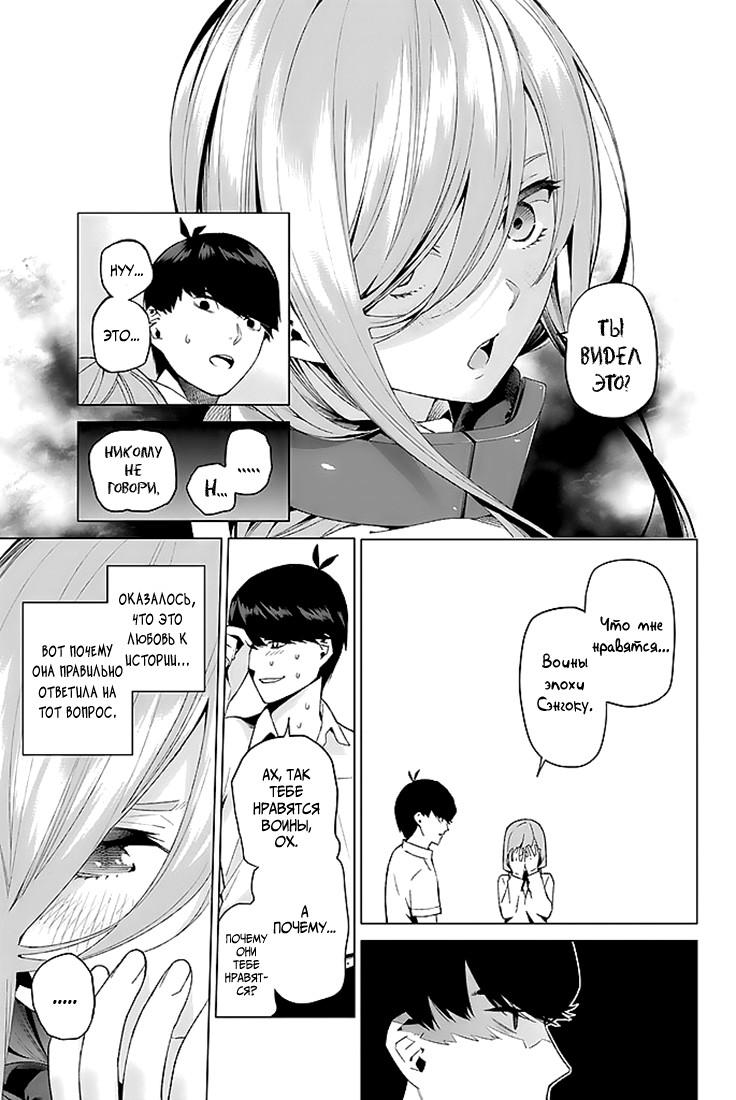 ТЫ
ВИДЕЛ
ЭТО?
НУУ...
ЭТО...
.....
Н...
НИКОМУ
НЕ
ГОВОРИ,
Что мне
нравятся...
Воины
эпохи
Сэнгоку.
АХ, ТАК
ТЕБЕ
НРАВЯТСЯ
ВОИНЫ,
ОХ.
А
ПОЧЕМУ...
ПОЧЕМУ
ОНИ
ТЕБЕ
НРАВЯТ-
СЯ?
ОКАЗАЛОСЬ,
ЧТО ЭТО
ЛЮБОВЬ К
ИСТОРИИ...
ВОТ ПОЧЕМУ
ОНА ПРАВИЛЬНО
ОТВЕТИЛА НА
ТОТ ВОПРОС.
.....